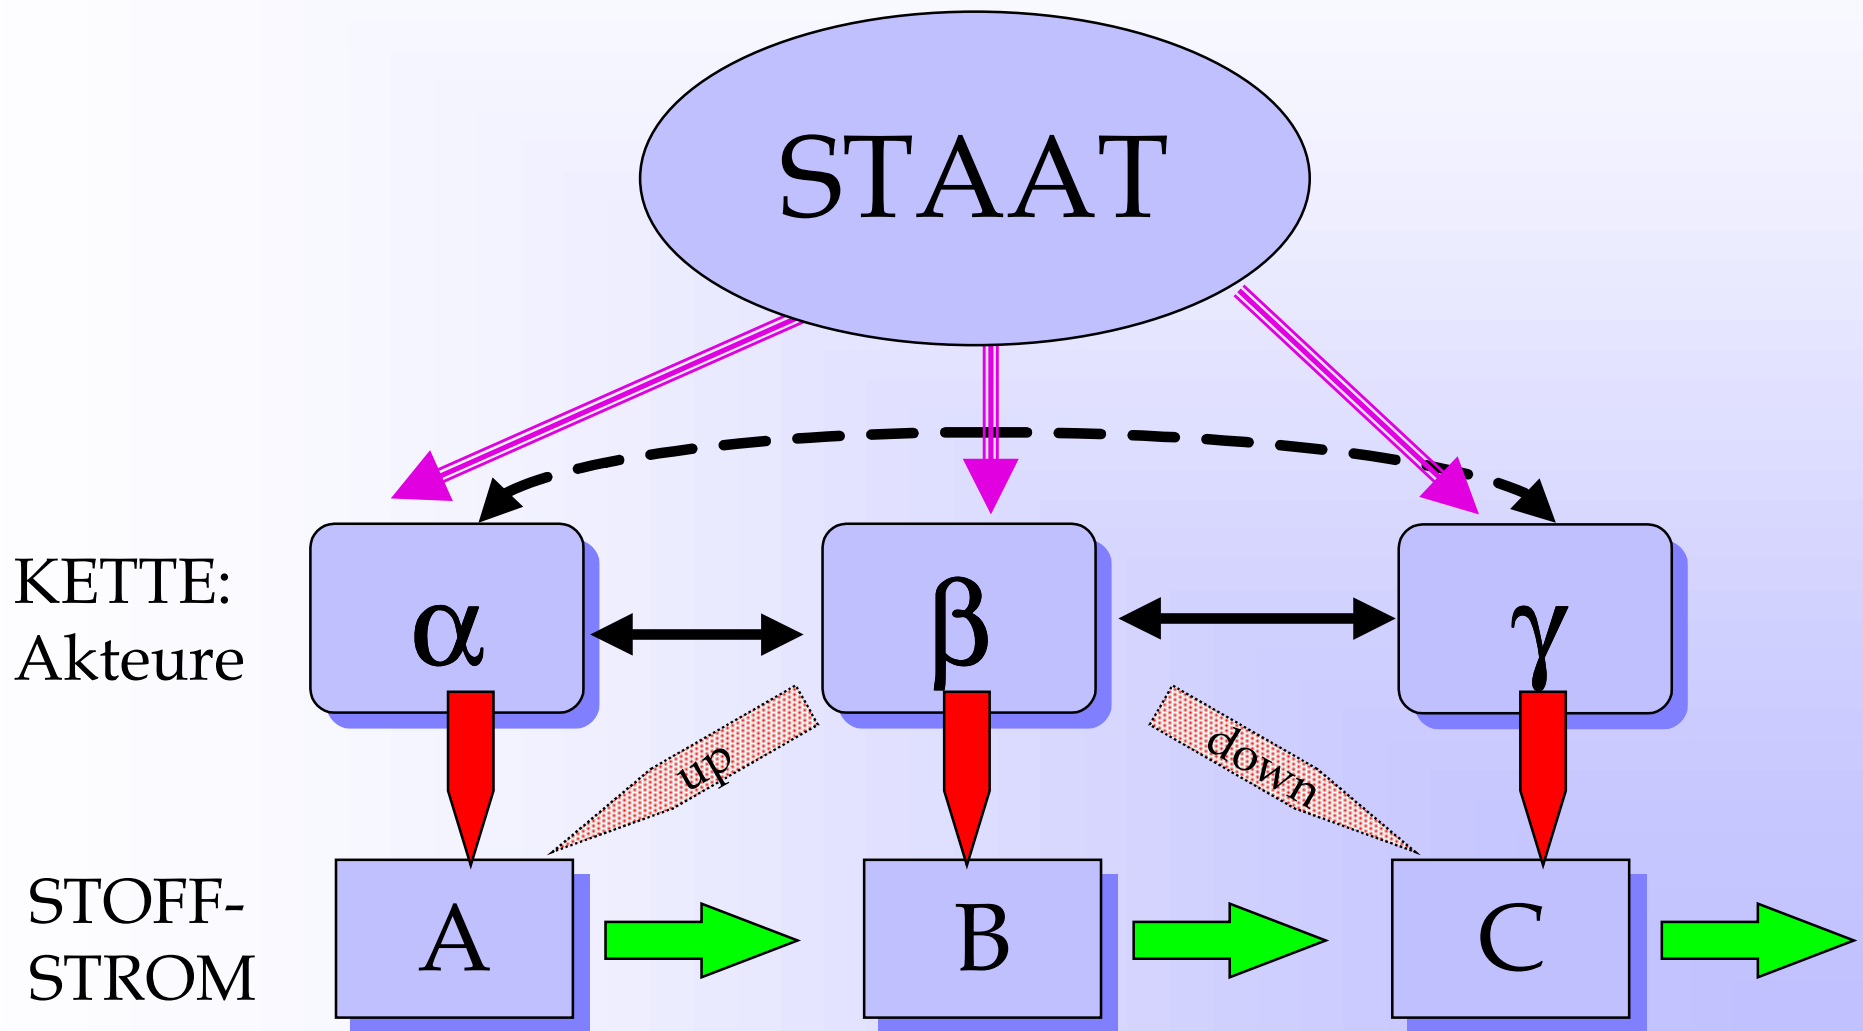 STAAT
KETTE:
Akteure
α
β
γ
up
down
STOFF-
STROM
A
B
C